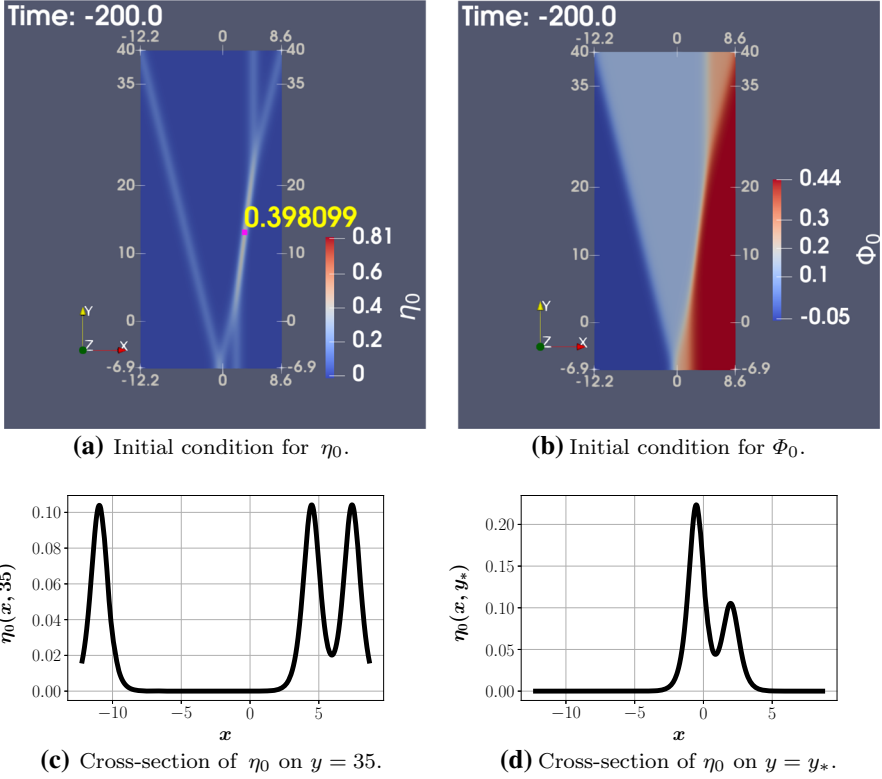 Time: -200.0
-12.2 0 8.6
40 40
35 35
20 20
0.398099
10 10
0 0
-6.9 -6.9
-12.2 0 8.6
Y
Z X
0.81
0.6
0.4
0.2
0
η0
(a) Initial condition for η0.
Time: -200.0
-12.2 0 8.6
40 40
35 35
20 20
10 10
0 0
-6.9 -6.9
-12.2 0 8.6
Y
Z X
0.44
0.3
0.2
0.1
-0.05
Φ0
(b) Initial condition for Φ0.
η0(x, 35)
0.10
0.08
0.06
0.04
0.02
0.00
−10 −5 0 5
x
(c) Cross-section of η0 on y = 35.
η0(x, y∗)
0.20
0.15
0.10
0.05
0.00
−10 −5 0 5
x
(d) Cross-section of η0 on y = y∗.